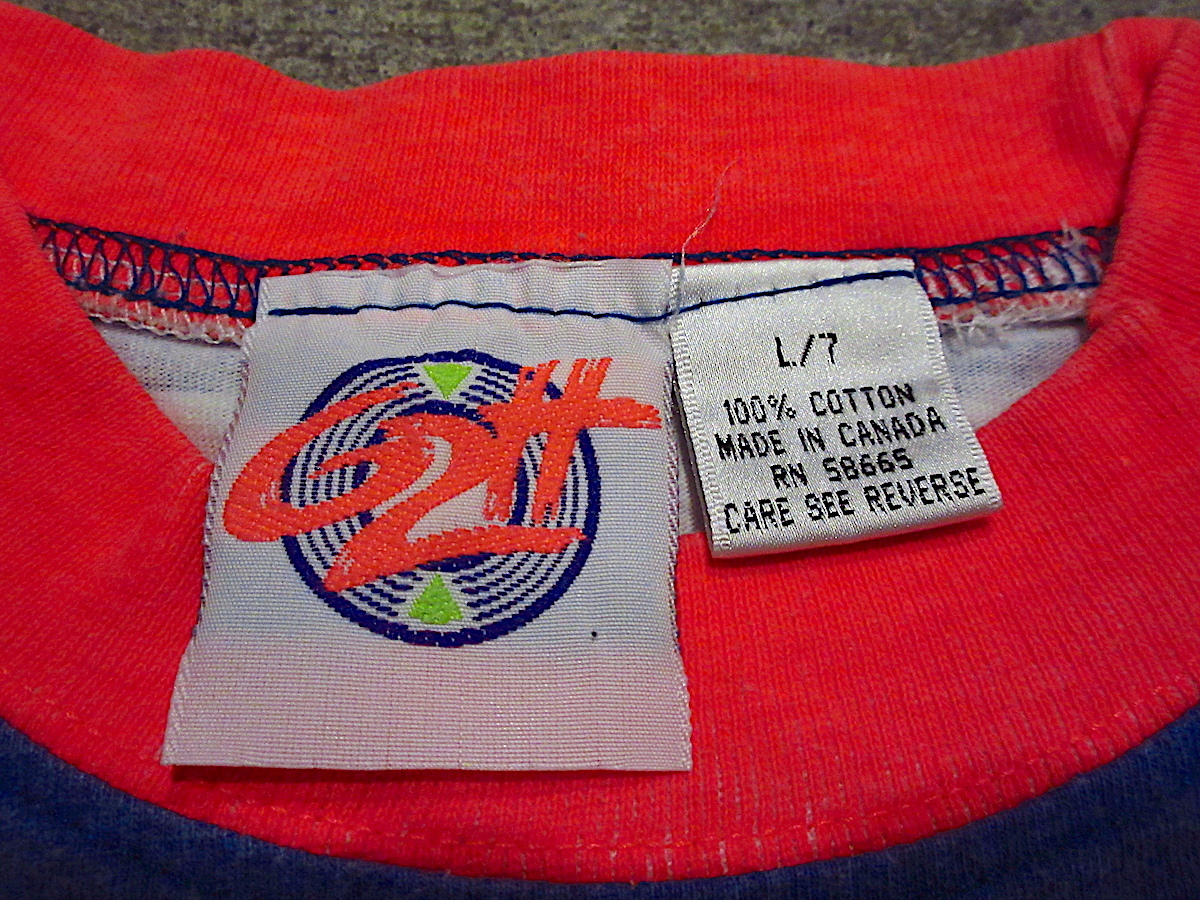 L/7
100% COTTON
MADE IN CANADA
RN 58665
CARE SEE REVERSE